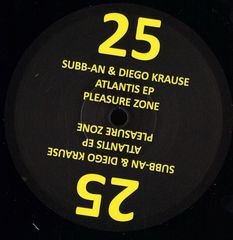 25
SUBB-AN & DIEGO KRAUSE
ATLANTIS EP
PLEASURE ZONE
SUBB-AN & DIEGO KRAUSE
ATLANTIS EP
PLEASURE ZONE
25